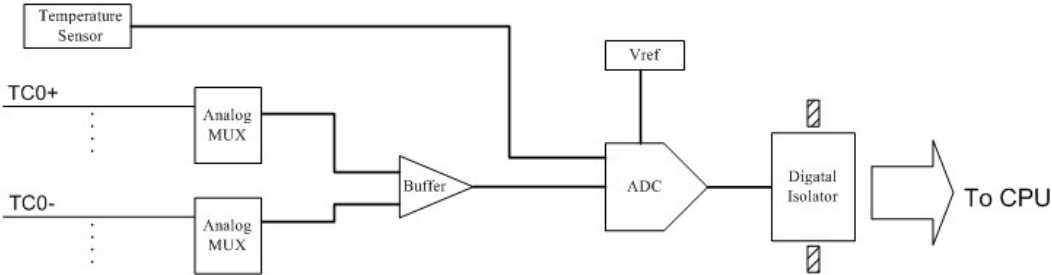 Temperature
Sensor
Vref
TC0+
Analog
MUX
Buffer
ADC
Digatal
Isolator
To CPU
TC0-
Analog
MUX